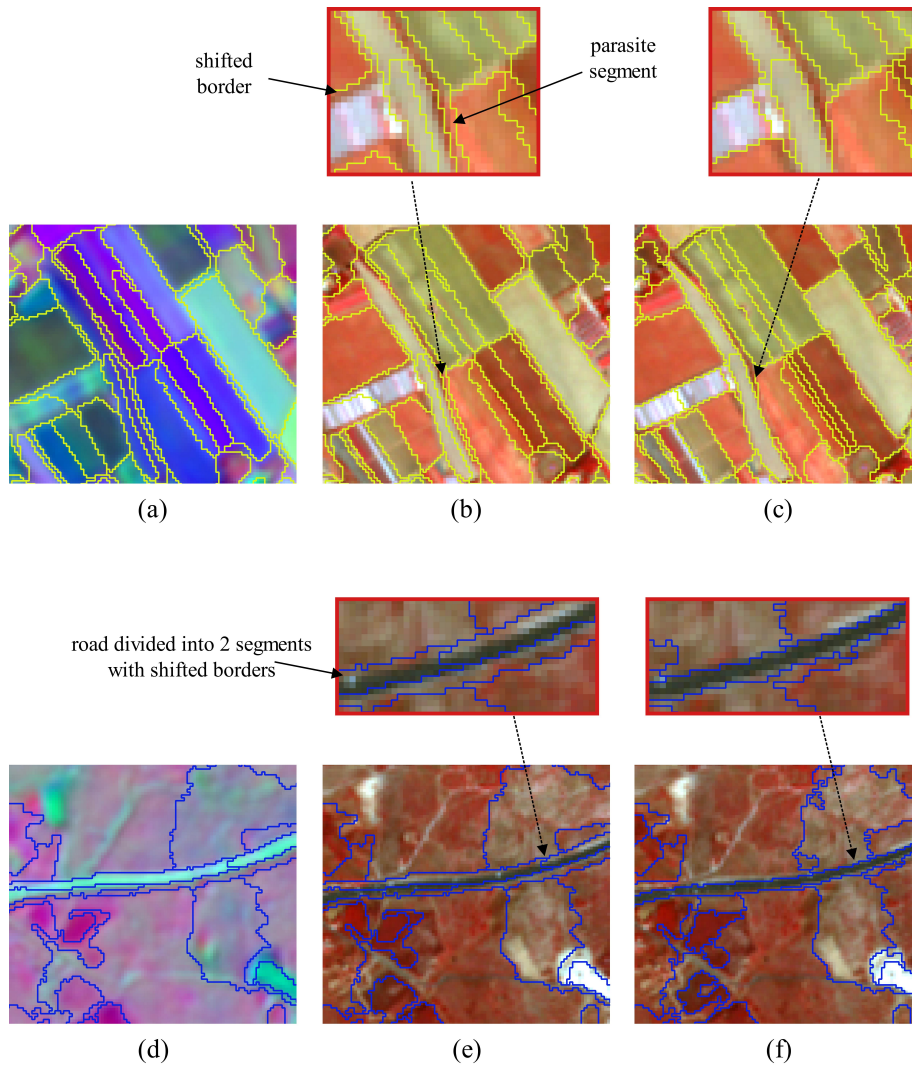 shifted
border
parasite
segment
(a)
(b)
(c)
road divided into 2 segments
with shifted borders
(d)
(e)
(f)